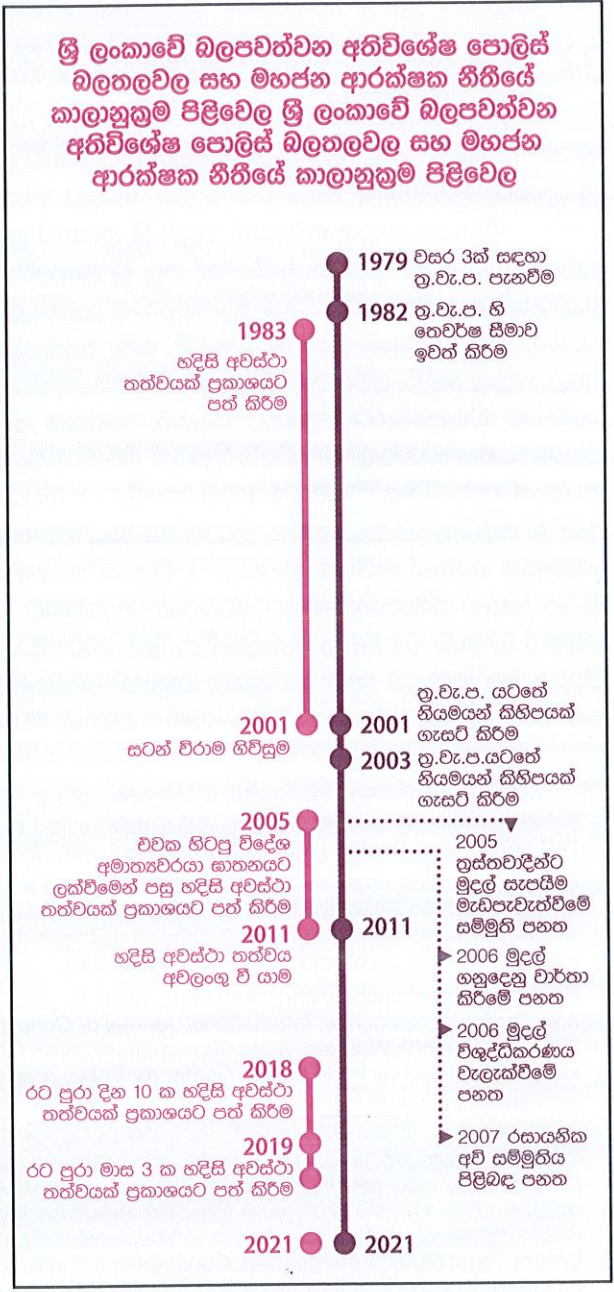 ශ්‍රී ලංකාවේ බලපවත්වන අතිවිශේෂ පොලිස්
බලතලවල සහ මහජන ආරක්ෂක නීතියේ
කාලානුක්‍රම පිළිවෙල ශ්‍රී ලංකාවේ බලපවත්වන
අතිවිශේෂ පොලිස් බලතලවල සහ මහජන
ආරක්ෂක නීතියේ කාලානුක්‍රම පිළිවෙල
1979 වසර 3ක් සඳහා
ත්‍ර.වැ.ප. පැනවීම
1982 ත්‍ර.වැ.ප. හි
තෙවර්ෂ සීමාව
ඉවත් කිරීම
1983
හදිසි අවස්ථා
තත්වයක් ප්‍රකාශයට
පත් කිරීම
2001
සටන් විරාම ගිවිසුම
2001 ත්‍ර.වැ.ප. යටතේ
නියමයන් කිහිපයක්
ගැසට් කිරීම
2003 ත්‍ර.වැ.ප.යටතේ
නියමයන් කිහිපයක්
ගැසට් කිරීම
2005
එවක හිටපු විදේශ
අමාත්‍යවරයා ඝාතනයට
ලක්වීමෙන් පසු හදිසි අවස්ථා
තත්වයක් ප්‍රකාශයට පත් කිරීම
2005
ත්‍රස්තවාදීන්ට
මුදල් සැපයීම
මැඩපැවැත්වීමේ
සම්මුති පනත
2011
හදිසි අවස්ථා තත්වය
අවලංගු වී යාම
2011
2006 මුදල්
ගනුදෙනු වාර්තා
කිරීමේ පනත
2006 මුදල්
විශුද්ධිකරණය
වැලැක්වීමේ
පනත
2018
රට පුරා දින 10 ක හදිසි අවස්ථා
තත්වයක් ප්‍රකාශයට පත් කිරීම
2007 රසායනික
අවි සම්මුතිය
පිළිබඳ පනත
2019
රට පුරා මාස 3 ක හදිසි අවස්ථා
තත්වයක් ප්‍රකාශයට පත් කිරීම
2021
2021